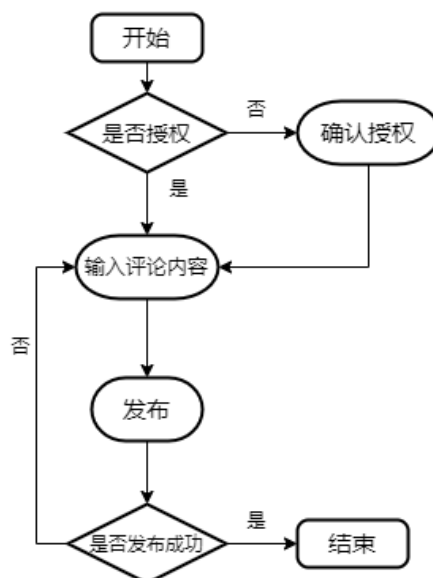 开始
是否授权
否
确认授权
是
输入评论内容
否
发布
是否发布成功
是
结束